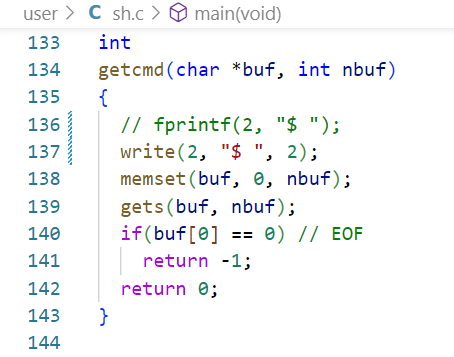 user > C sh.c > main(void)
133 int
134 getcmd(char *buf, int nbuf)
135 {
136 // fprintf(2, "$ ");
137 write(2, "$ ", 2);
138 memset(buf, 0, nbuf);
139 gets(buf, nbuf);
140 if(buf[0] == 0) // EOF
141 return -1;
142 return 0;
143 }
144